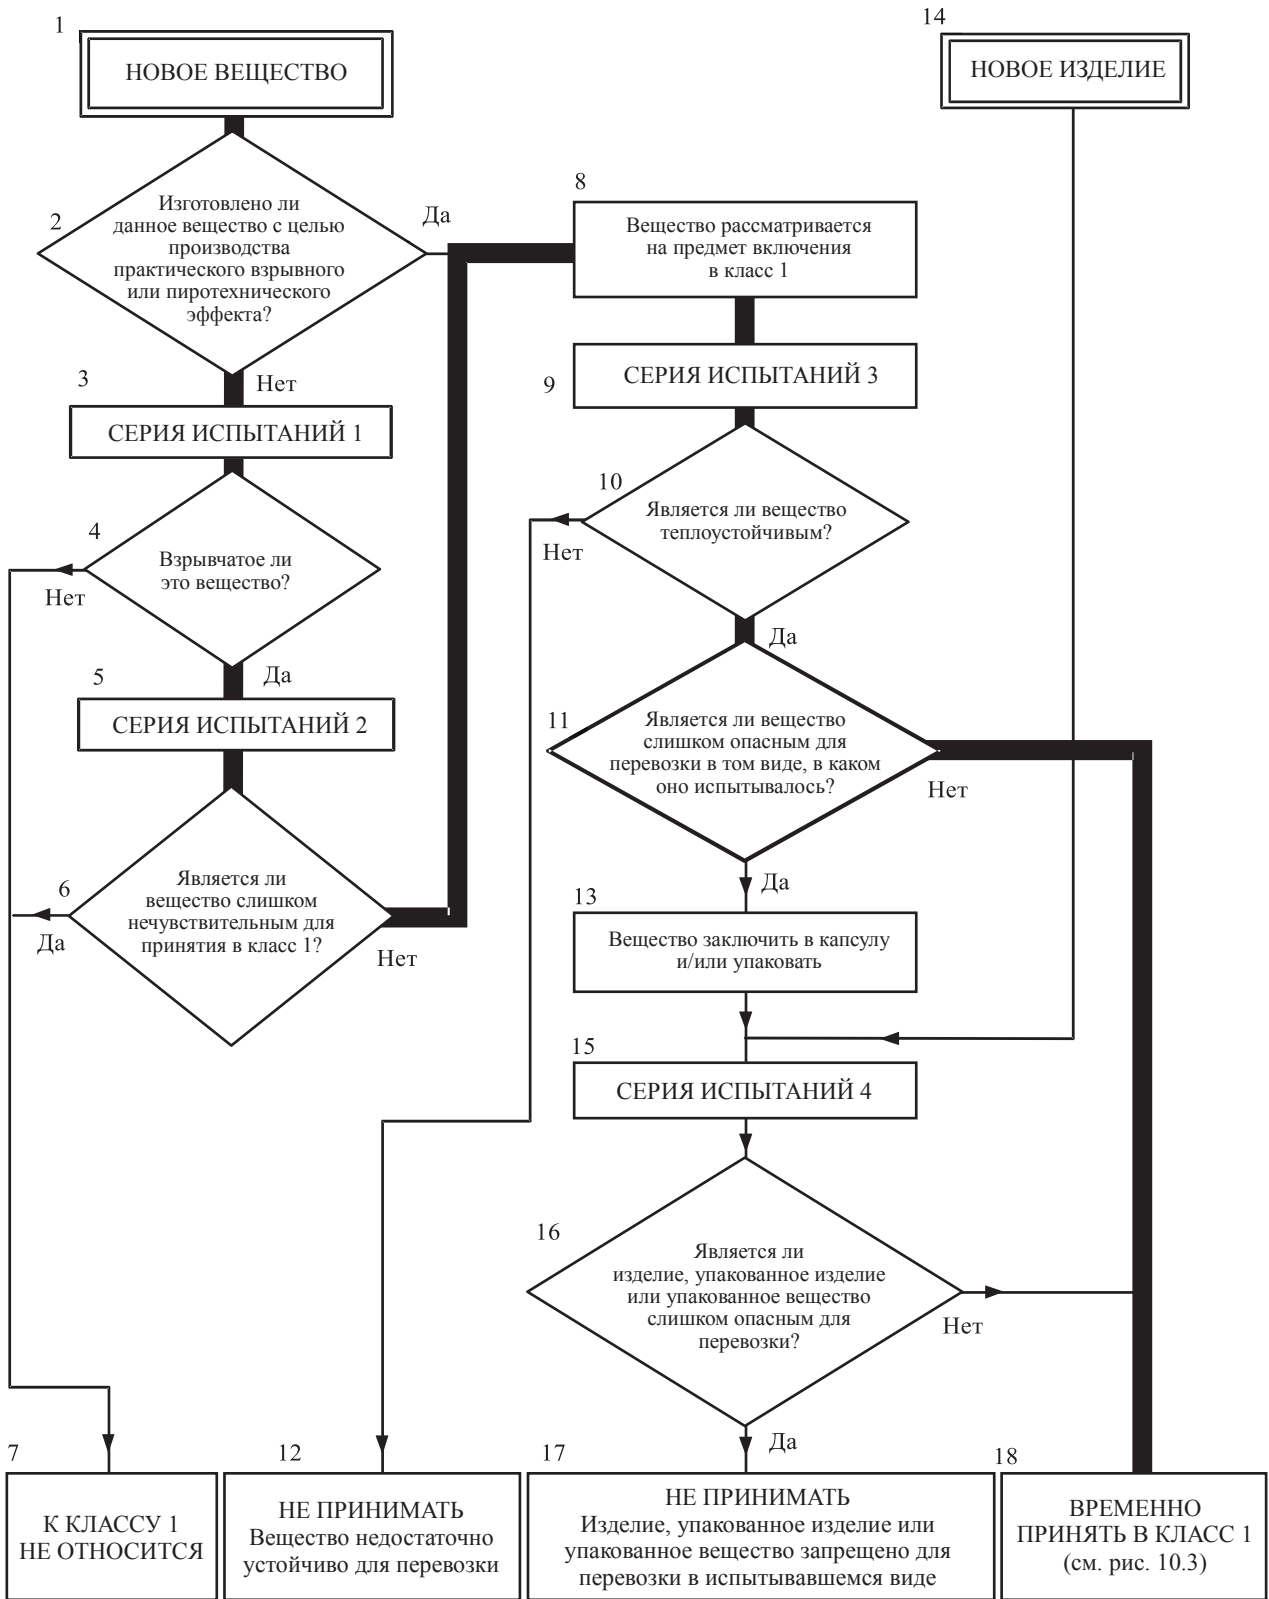 1
НОВОЕ ВЕЩЕСТВО
14
НОВОЕ ИЗДЕЛИЕ
2
Изготовлено ли
данное вещество с целью
производства
практического взрывного
или пиротехнического
эффекта?
Да
Нет
8
Вещество рассматривается
на предмет включения
в класс 1
3
СЕРИЯ ИСПЫТАНИЙ 1
9
СЕРИЯ ИСПЫТАНИЙ 3
4
Взрывчатое ли
это вещество?
Нет
Да
10
Является ли вещество
теплоустойчивым?
Нет
Да
5
СЕРИЯ ИСПЫТАНИЙ 2
11
Является ли вещество
слишком опасным для
перевозки в том виде, в каком
оно испытывалось?
Нет
Да
6
Является ли
вещество слишком
нечувствительным для
принятия в класс 1?
Да
Нет
13
Вещество заключить в капсулу
и/или упаковать
15
СЕРИЯ ИСПЫТАНИЙ 4
16
Является ли
изделие, упакованное изделие
или упакованное вещество
слишком опасным для
перевозки?
Нет
Да
7
К КЛАССУ 1
НЕ ОТНОСИТСЯ
12
НЕ ПРИНИМАТЬ
Вещество недостаточно
устойчиво для перевозки
17
НЕ ПРИНИМАТЬ
Изделие, упакованное изделие или
упакованное вещество запрещено для
перевозки в испытывавшемся виде
18
ВРЕМЕННО
ПРИНЯТЬ В КЛАСС 1
(см. рис. 10.3)